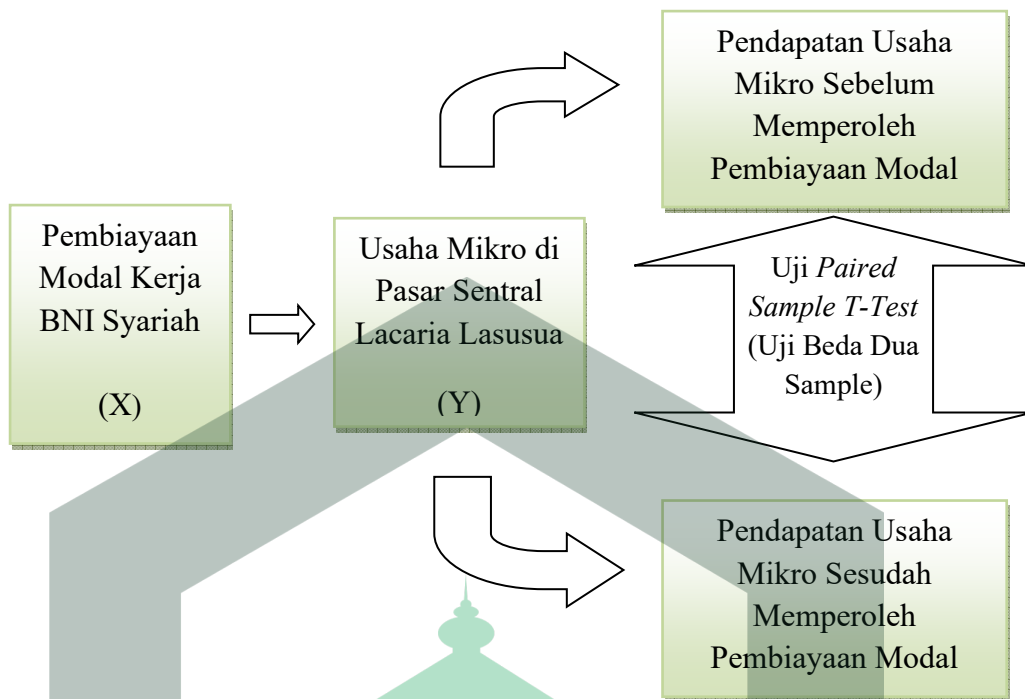 Pembiayaan
Modal Kerja
BNI Syariah
(X)
Usaha Mikro di
Pasar Sentral
Lacaria Lasusua
(Y)
Pendapatan Usaha
Mikro Sebelum
Memperoleh
Pembiayaan Modal
Uji Paired
Sample T-Test
(Uji Beda Dua
Sample)
Pendapatan Usaha
Mikro Sesudah
Memperoleh
Pembiayaan Modal